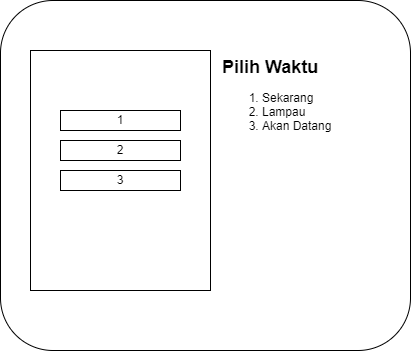 1
2
3
Pilih Waktu
1. Sekarang
2. Lampau
3. Akan Datang